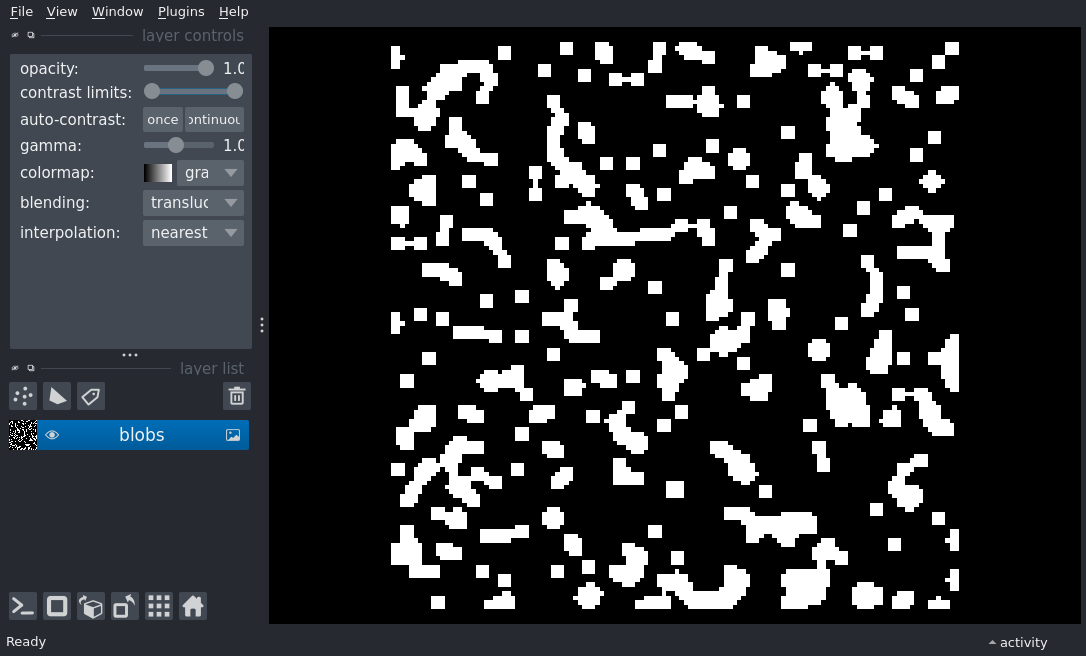 File View Window Plugins Help
layer controls
opacity: 1.0
contrast limits:
auto-contrast: once ontinuou
gamma: 1.0
colormap: gra
blending: transluc
interpolation: nearest
layer list
blobs
Ready activity